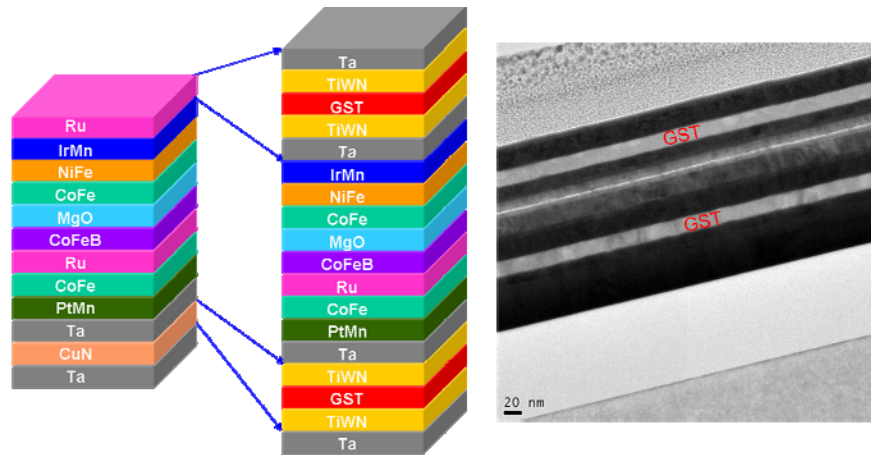 Ru
IrMn
NiFe
CoFe
MgO
CoFeB
Ru
CoFe
PtMn
Ta
CuN
Ta
Ta
TiWN
GST
TiWN
Ta
IrMn
NiFe
CoFe
MgO
CoFeB
Ru
CoFe
PtMn
Ta
TiWN
GST
TiWN
Ta
GST
GST
20 nm